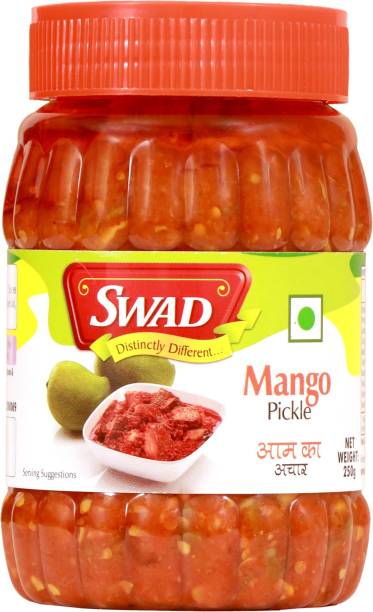 SWAD
Distinctly Different...
Mango
Pickle
आम का
अचार
NET
WEIGHT:
250g
Serving Suggestions